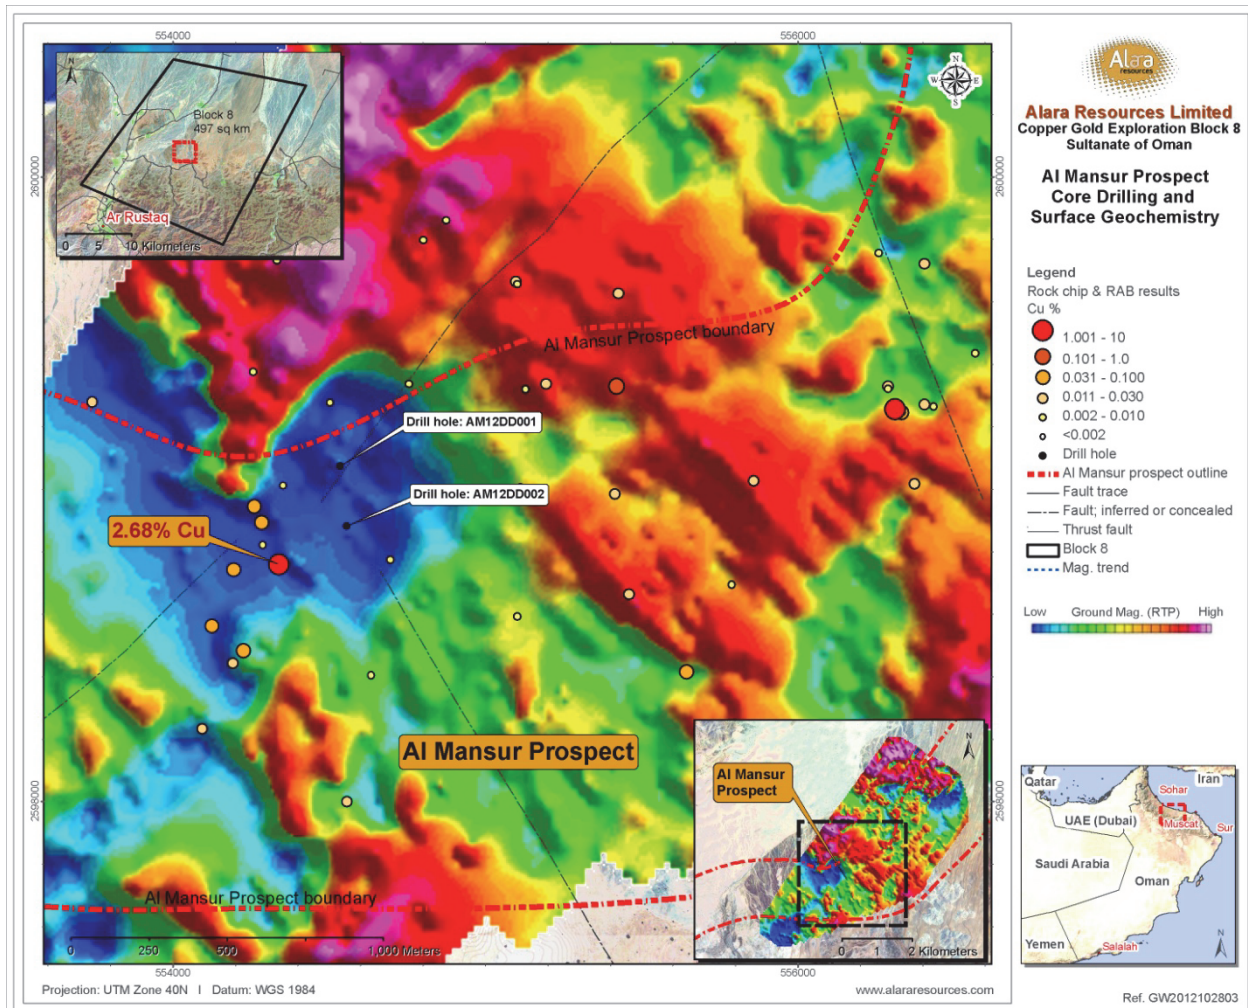 554000
556000
2600000
2600000
2598000
2598000
554000
556000
N
Block 8
497 sq km
Ar Rustaq
0 5 10 Kilometers
N
W E
S
Al Mansur Prospect boundary
Drill hole: AM12DD001
Drill hole: AM12DD002
2.68% Cu
Al Mansur Prospect
Al Mansur Prospect boundary
0 250 500 1,000 Meters
Al Mansur
Prospect
N
0 1 2 Kilometers
Projection: UTM Zone 40N I Datum: WGS 1984
www.alararesources.com
Alara
resources
Alara Resources Limited
Copper Gold Exploration Block 8
Sultanate of Oman
Al Mansur Prospect
Core Drilling and
Surface Geochemistry
Legend
Rock chip & RAB results
Cu %
1.001 - 10
0.101 - 1.0
0.031 - 0.100
0.011 - 0.030
0.002 - 0.010
<0.002
Drill hole
Al Mansur prospect outline
Fault trace
Fault; inferred or concealed
Thrust fault
Block 8
Mag. trend
Low Ground Mag. (RTP) High
Qatar
Iran
Sohar
UAE (Dubai)
Muscat
Sur
Saudi Arabia
Oman
Yemen
Salalah
N
Ref. GW2012102803